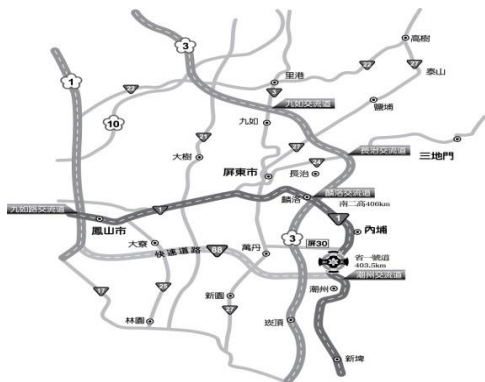 3
高樹
1
22
27
泰山
22
里港
3
九如交流道
鹽埔
10
九如
27
長治交流道
三地門
25
大樹
24
長治
屏東市
麟洛
麟洛交流道
南二高406km
1
九如路交流道
鳳山市
1
內埔
大寮
快速道路
88
萬丹
3
屏30
省一號道
403.5km
潮州交流道
潮州
17
25
新園
27
林園
崁頂
新埤